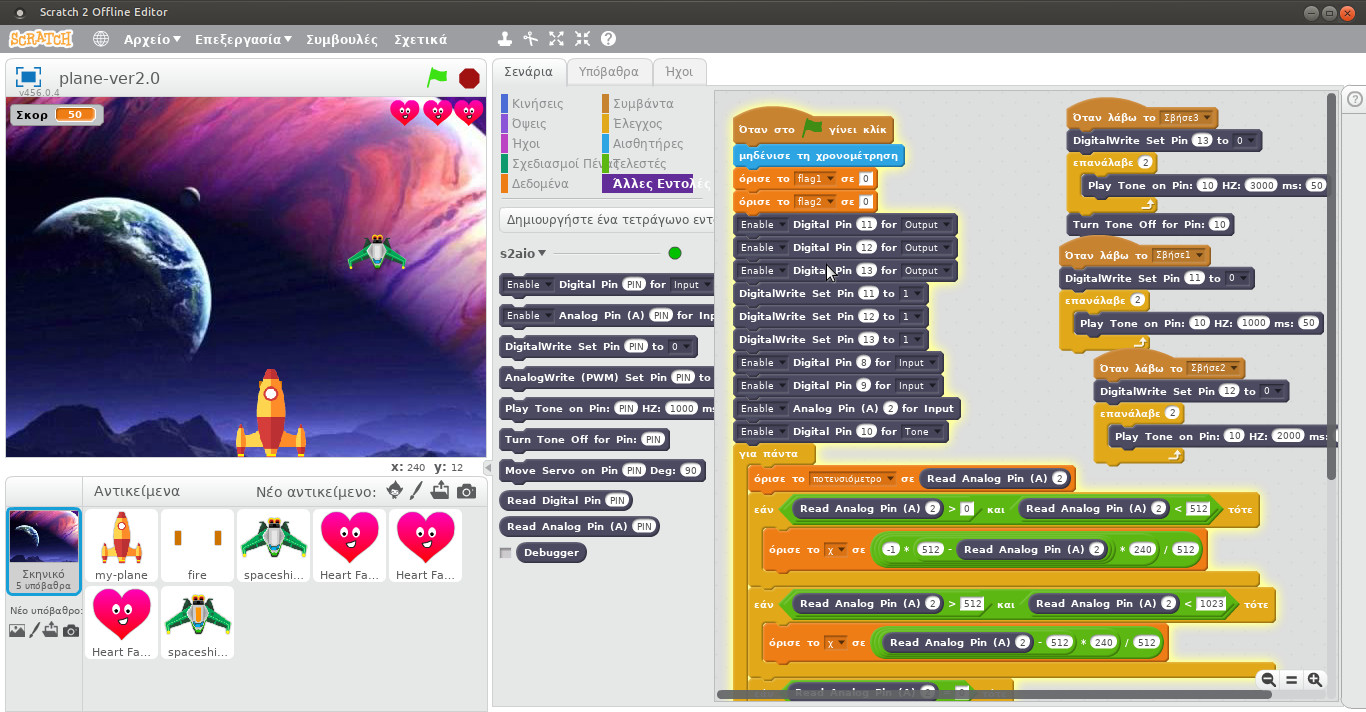 Scratch 2 Offline Editor
SCRATCH Αρχείο Επεξεργασία Συμβουλές Σχετικά
plane-ver2.0
v456.0.4
Σκορ 50
x: 240 y: 12
Αντικείμενα Νέο αντικείμενο:
Σκηνικό
5 υπόβαθρα
Νέο υπόβαθρο:
my-plane fire spaceshi... Heart Fa... Heart Fa...
Heart Fa... spaceshi...
Σενάρια Υπόβαθρα Ήχοι
Κινήσεις Συμβάντα
Όψεις Έλεγχος
Ήχοι Αισθητήρες
Σχεδιασμοί Πένας Τελεστές
Δεδομένα Άλλες Εντολές
Δημιουργήστε ένα τετράγωνο εντ
s2aio
Enable Digital Pin PIN for Input
Enable Analog Pin (A) PIN for Inp
DigitalWrite Set Pin PIN to 0
AnalogWrite (PWM) Set Pin PIN to
Play Tone on Pin: PIN HZ: 1000 ms
Turn Tone Off for Pin: PIN
Move Servo on Pin PIN Deg: 90
Read Digital Pin PIN
Read Analog Pin (A) PIN
Debugger
Όταν στο γίνει κλίκ
μηδένισε τη χρονομέτρηση
όρισε το flag1 σε 0
όρισε το flag2 σε 0
Enable Digital Pin 11 for Output
Enable Digital Pin 12 for Output
Enable Digital Pin 13 for Output
DigitalWrite Set Pin 11 to 1
DigitalWrite Set Pin 12 to 1
DigitalWrite Set Pin 13 to 1
Enable Digital Pin 8 for Input
Enable Digital Pin 9 for Input
Enable Analog Pin (A) 2 for Input
Enable Digital Pin 10 for Tone
για πάντα
όρισε το ποτενσιόμετρο σε Read Analog Pin (A) 2
εάν Read Analog Pin (A) 2 > 0 και Read Analog Pin (A) 2 < 512 τότε
όρισε το χ σε -1 * 512 - Read Analog Pin (A) 2 * 240 / 512
εάν Read Analog Pin (A) 2 > 512 και Read Analog Pin (A) 2 < 1023 τότε
όρισε το χ σε Read Analog Pin (A) 2 - 512 * 240 / 512
Read Analog Pin (A)
Όταν λάβω το Σβήσε3
DigitalWrite Set Pin 13 to 0
επανάλαβε 2
Play Tone on Pin: 10 HZ: 3000 ms: 50
Turn Tone Off for Pin: 10
Όταν λάβω το Σβήσε1
DigitalWrite Set Pin 11 to 0
επανάλαβε 2
Play Tone on Pin: 10 HZ: 1000 ms: 50
Όταν λάβω το Σβήσε2
DigitalWrite Set Pin 12 to 0
επανάλαβε 2
Play Tone on Pin: 10 HZ: 2000 ms: